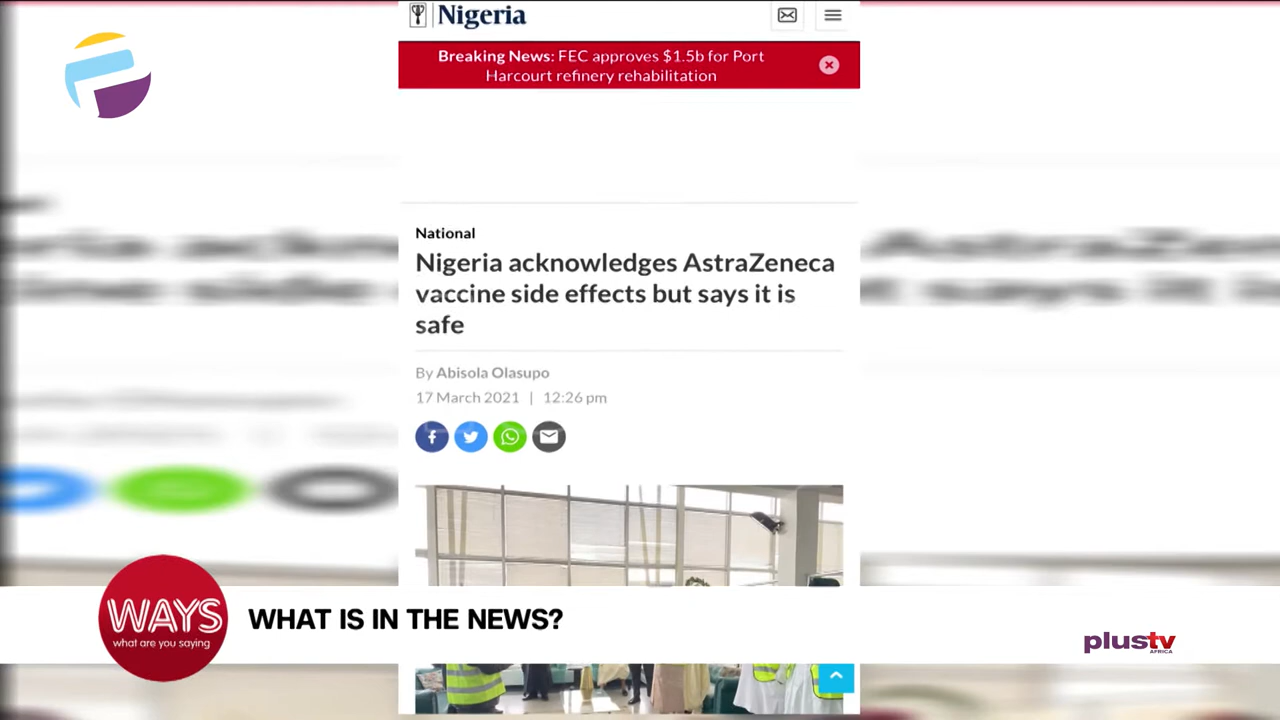 Nigeria
Breaking News: FEC approves $1.5b for Port
Harcourt refinery rehabilitation
National
Nigeria acknowledges AstraZeneca
vaccine side effects but says it is
safe
By Abisola Olasupo
17 March 2021 | 12:26 pm
WAYS
what are you saying
WHAT IS IN THE NEWS?
plustv
AFRICA